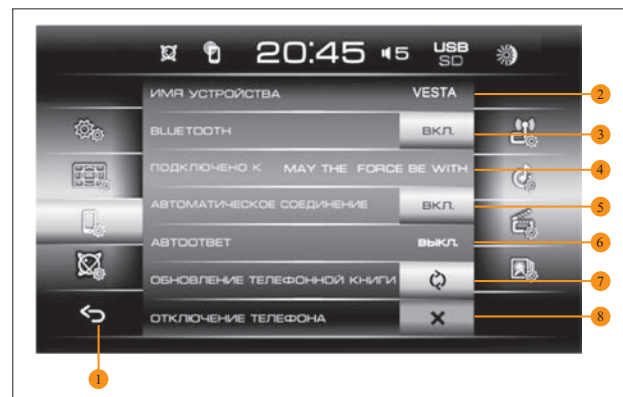 20:45 5 USB
SD
ИМЯ УСТРОЙСТВА VESTA 2
BLUETOOTH ВКЛ. 3
ПОДКЛЮЧЕНО К MAY THE FORCE BE WITH 4
АВТОМАТИЧЕСКОЕ СОЕДИНЕНИЕ ВКЛ. 5
АВТООТВЕТ ВЫКЛ. 6
ОБНОВЛЕНИЕ ТЕЛЕФОННОЙ КНИГИ 7
ОТКЛЮЧЕНИЕ ТЕЛЕФОНА 8
1